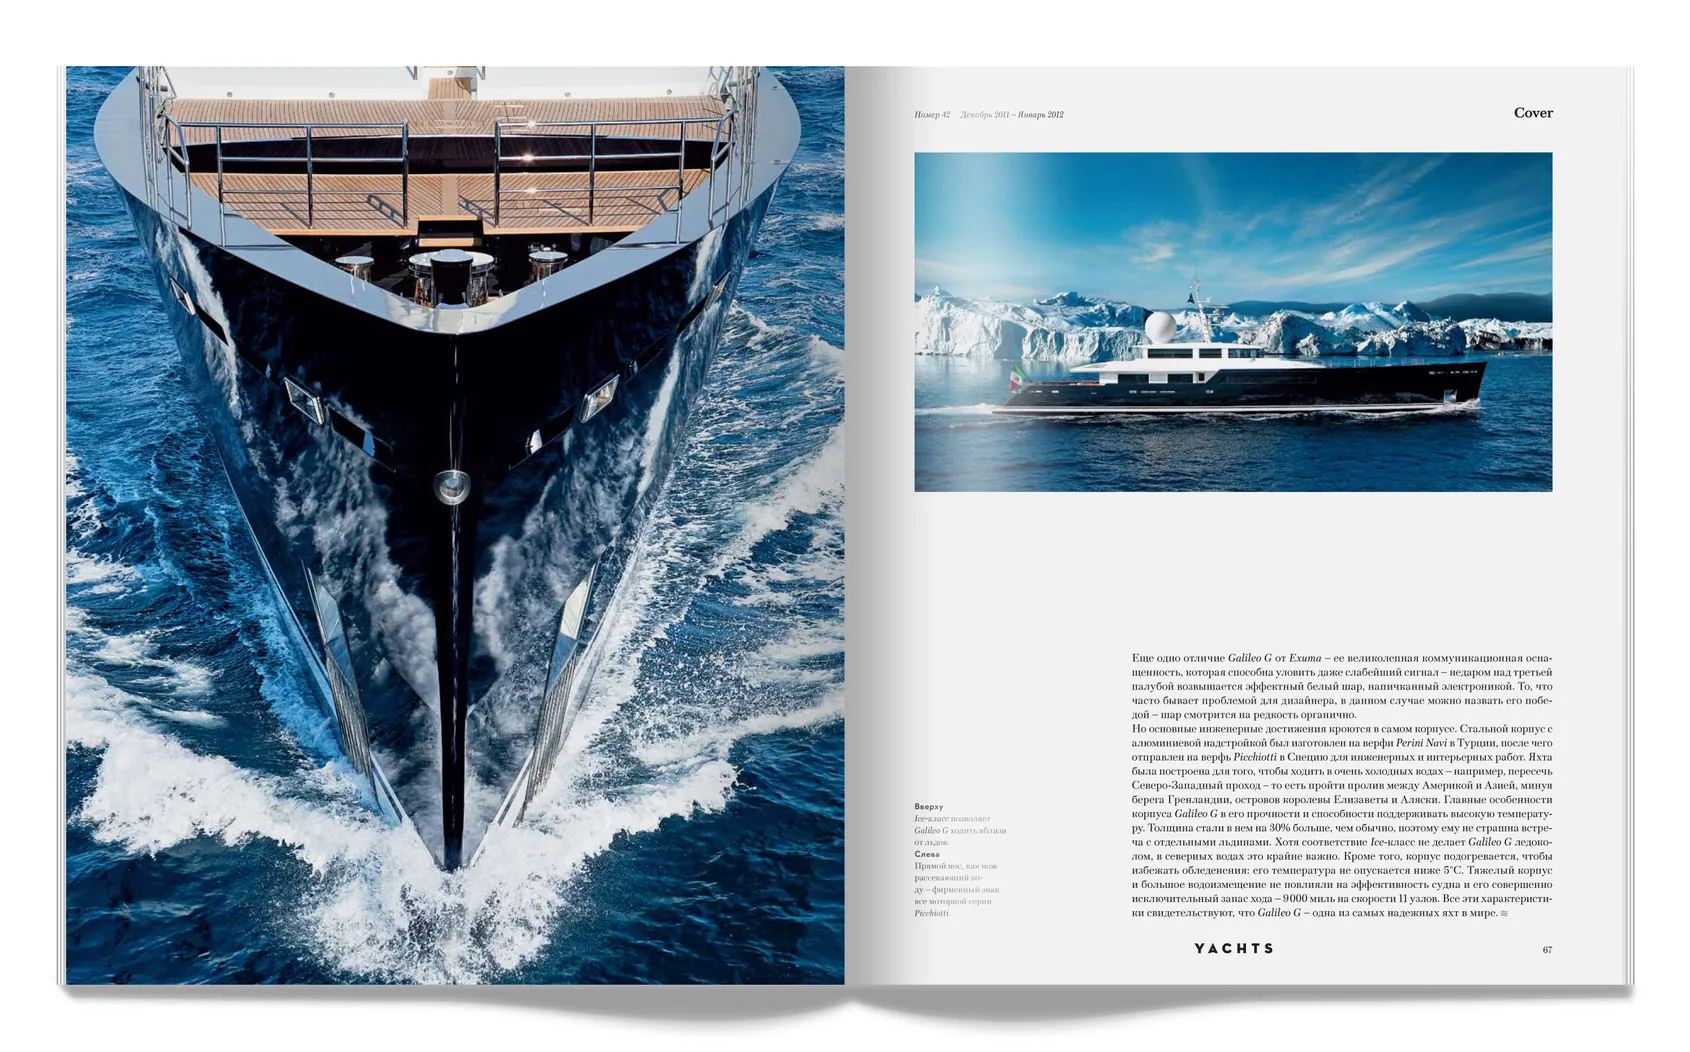 Номер 42 Декабрь 2011 – Январь 2012
Cover
Еще одно отличие Galileo G от Exuma – ее великолепная коммуникационная осна-
щенность, которая способна уловить даже слабейший сигнал – недаром над третьей
палубой возвышается эффектный белый шар, напичканный электроникой. То, что
часто бывает проблемой для дизайнера, в данном случае можно назвать его побе-
дой – шар смотрится на редкость органично.
Но основные инженерные достижения кроются в самом корпусе. Стальной корпус с
алюминиевой надстройкой был изготовлен на верфи Perini Navi в Турции, после чего
отправлен на верфь Picchiotti в Специю для инженерных и интерьерных работ. Яхта
была построена для того, чтобы ходить в очень холодных водах – например, пересечь
Северо-Западный проход – то есть пройти пролив между Америкой и Азией, минуя
берега Гренландии, островов королевы Елизаветы и Аляски. Главные особенности
корпуса Galileo G в его прочности и способности поддерживать высокую температу-
ру. Толщина стали в нем на 30% больше, чем обычно, поэтому ему не страшна встре-
ча с отдельными льдинами. Хотя соответствие Ice-класс не делает Galileo G ледоко-
лом, в северных водах это крайне важно. Кроме того, корпус подогревается, чтобы
избежать обледенения: его температура не опускается ниже 5°C. Тяжелый корпус
и большое водоизмещение не повлияли на эффективность судна и его совершенно
исключительный запас хода – 9000 миль на скорости 11 узлов. Все эти характеристи-
ки свидетельствуют, что Galileo G – одна из самых надежных яхт в мире.
Вверху
Ice-класс позволяет
Galileo G ходить вблизи
от льдов.
Слева
Прямой нос, как нож
рассекающий во-
ду – фирменный знак
все моторной серии
Picchiotti.
YACHTS
67